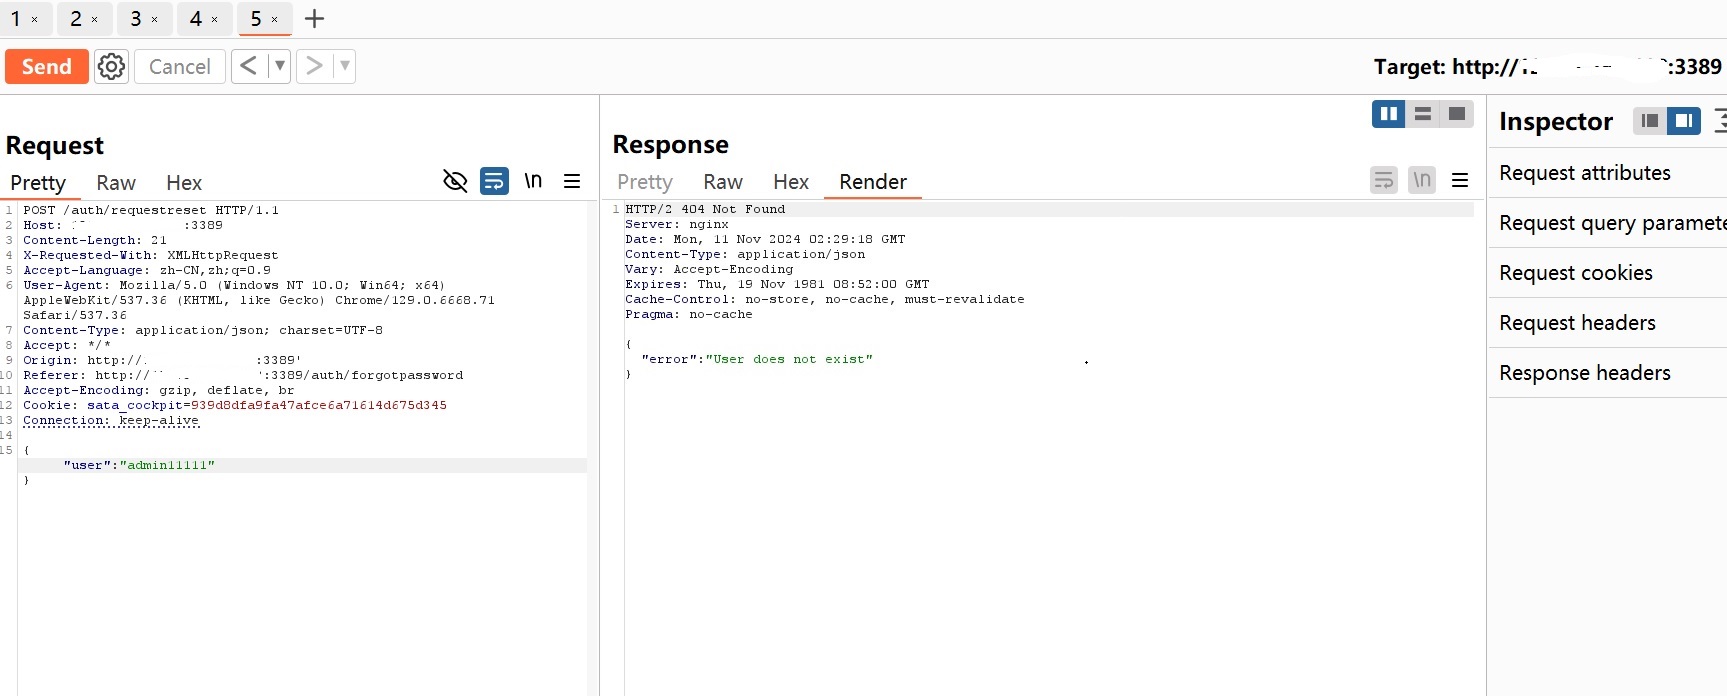 1 × 2 × 3 × 4 × 5 × +
Send Cancel < ▼ > ▼
Target: http:// :3389
Request
Pretty Raw Hex \n
1 POST /auth/requestreset HTTP/1.1
2 Host: :3389
3 Content-Length: 21
4 X-Requested-With: XMLHttpRequest
5 Accept-Language: zh-CN,zh;q=0.9
6 User-Agent: Mozilla/5.0 (Windows NT 10.0; Win64; x64)
AppleWebKit/537.36 (KHTML, like Gecko) Chrome/129.0.6668.71
Safari/537.36
7 Content-Type: application/json; charset=UTF-8
8 Accept: */*
9 Origin: http:// :3389'
10 Referer: http:// :3389/auth/forgotpassword
11 Accept-Encoding: gzip, deflate, br
12 Cookie: sata_cockpit=939d8dfa9fa47afce6a71614d675d345
13 Connection: keep-alive
14
15 {
"user":"admin11111"
}
Response
Pretty Raw Hex Render \n
1 HTTP/2 404 Not Found
Server: nginx
Date: Mon, 11 Nov 2024 02:29:18 GMT
Content-Type: application/json
Vary: Accept-Encoding
Expires: Thu, 19 Nov 1981 08:52:00 GMT
Cache-Control: no-store, no-cache, must-revalidate
Pragma: no-cache
{
"error":"User does not exist"
}
Inspector
Request attributes
Request query paramete
Request cookies
Request headers
Response headers